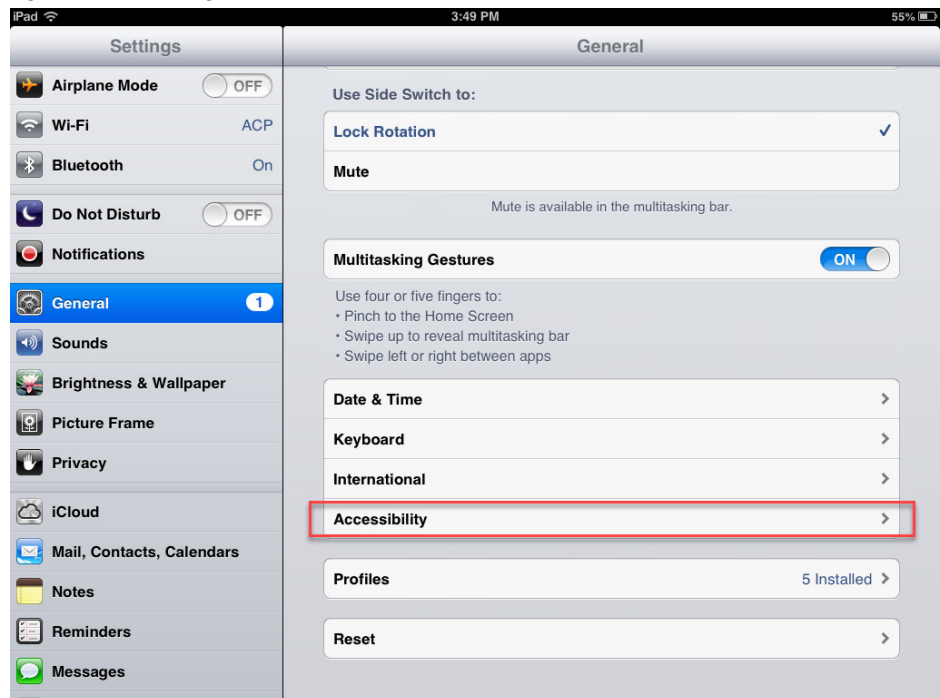 iPad 3:49 PM 55%
Settings
Airplane Mode OFF
Wi-Fi ACP
Bluetooth On
Do Not Disturb OFF
Notifications
General 1
Sounds
Brightness & Wallpaper
Picture Frame
Privacy
iCloud
Mail, Contacts, Calendars
Notes
Reminders
Messages
General
Use Side Switch to:
Lock Rotation
Mute
Mute is available in the multitasking bar.
Multitasking Gestures ON
Use four or five fingers to:
• Pinch to the Home Screen
• Swipe up to reveal multitasking bar
• Swipe left or right between apps
Date & Time
Keyboard
International
Accessibility
Profiles 5 Installed
Reset